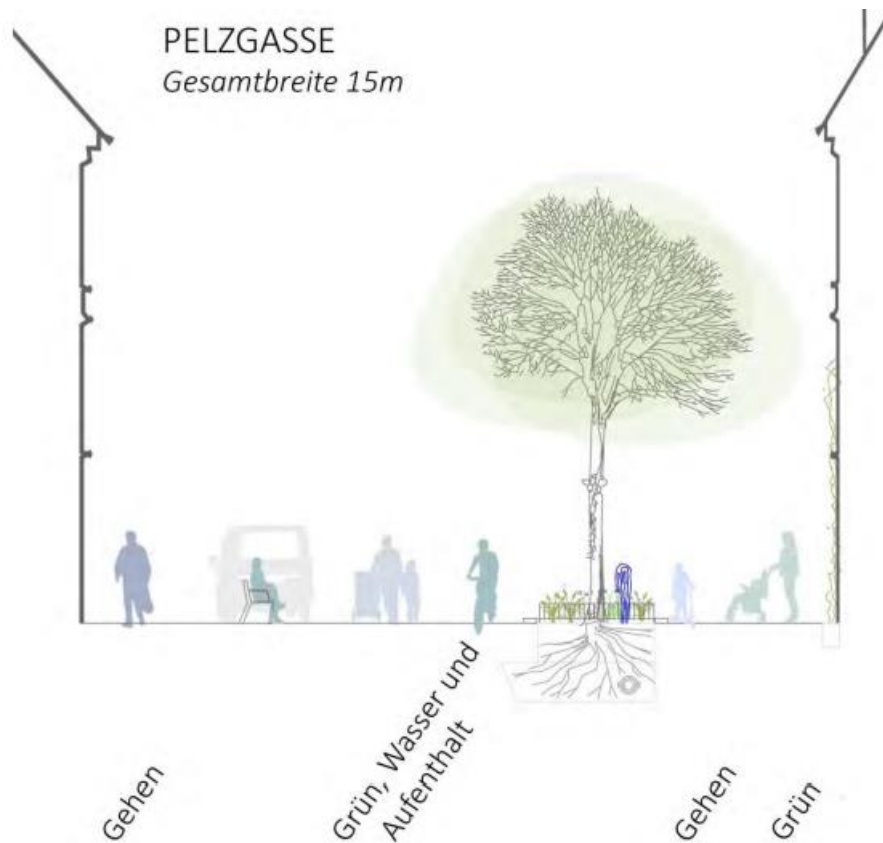 PELZGASSE
Gesamtbreite 15m
Gehen
Grün, Wasser und
Aufenthalt
Gehen
Grün